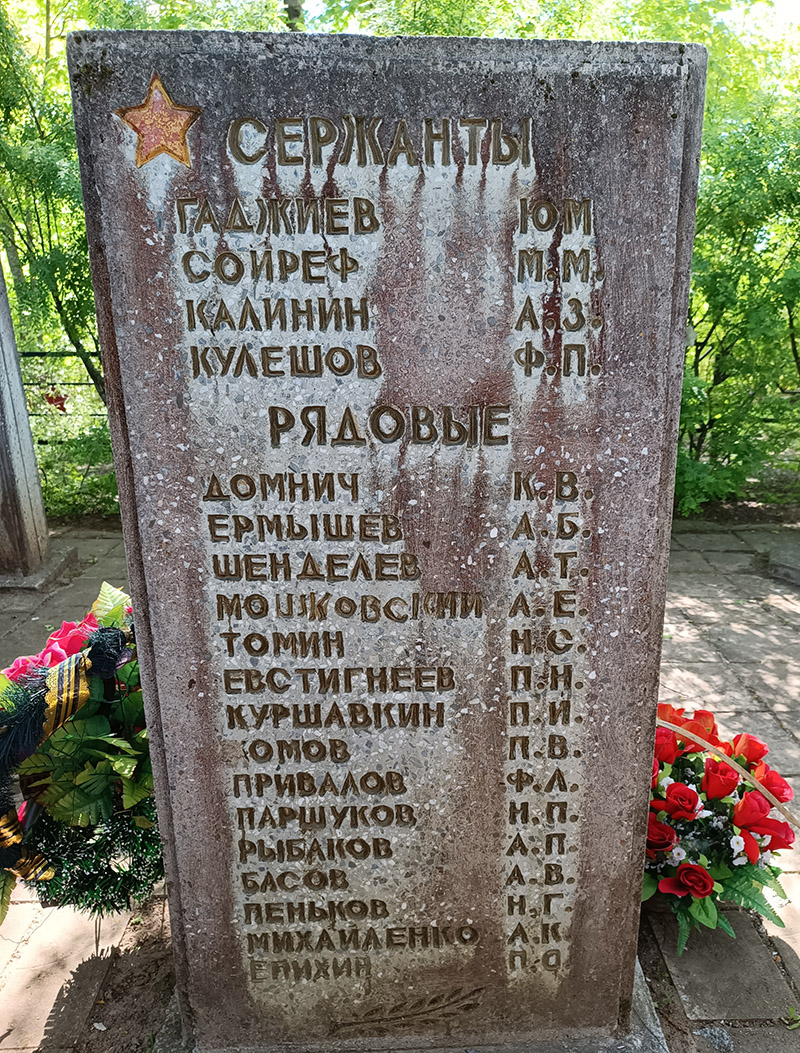 СЕРЖАНТЫ
ГАДЖИЕВ Ю М
СОЙРЕФ М.М.
КАЛИНИН А.З.
КУЛЕШОВ Ф.П.
РЯДОВЫЕ
ДОМНИЧ К.В.
ЕРМЫШЕВ А.Б.
ШЕНДЕЛЕВ А.Т.
МОШКОВСКИЙ А.Е.
ТОМИН Н.С.
ЕВСТИГНЕЕВ П.Н.
КУРШАВКИН П.И.
П.В.
ПРИВАЛОВ Ф.Л.
ПАРШУКОВ Н.П.
РЫБАКОВ А.П.
БАСОВ А.В.
ПЕНЬКОВ Н.Г.
МИХАЙЛЕНКО А.К.
ЕПИХИН П.О